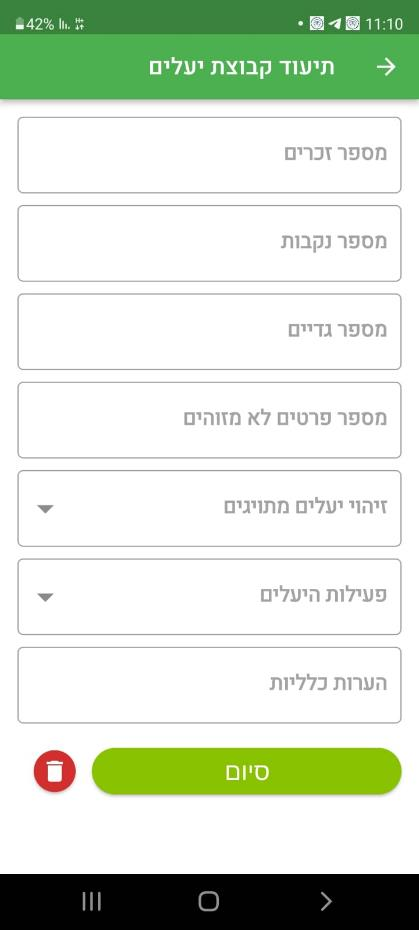 11:10
42%
תיעוד קבוצת יעלים
מספר זכרים
מספר נקבות
מספר גדיים
מספר פרטים לא מזוהים
זיהוי יעלים מתויגים
פעילות היעלים
הערות כלליות
סיום